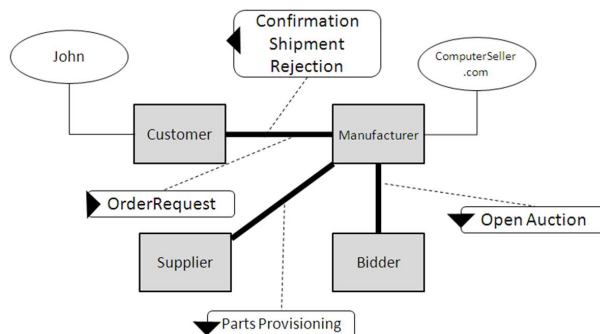 Confirmation
Shipment
Rejection
John
ComputerSeller
.com
Customer
Manufacturer
OrderRequest
Open Auction
Supplier
Bidder
Parts Provisioning